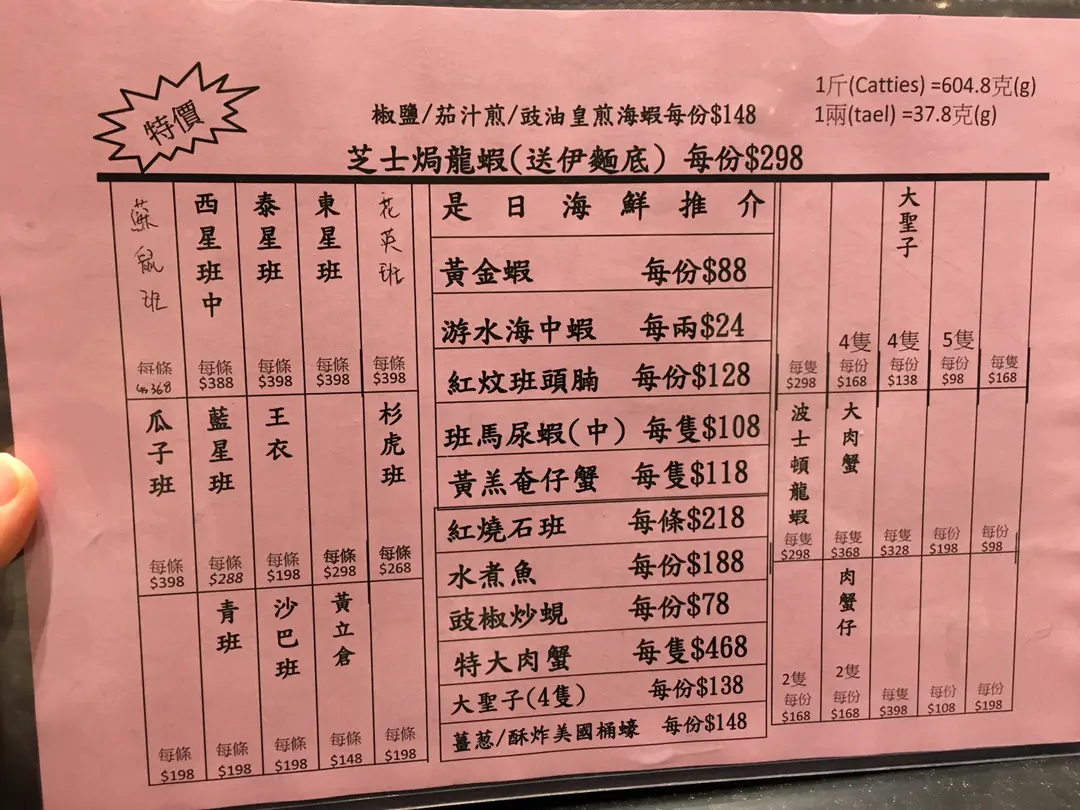 特價
1斤(Catties) =604.8克(g)
1兩(tael) =37.8克(g)
椒鹽/茄汁煎/豉油皇煎海蝦每份$148
芝士焗龍蝦(送伊麵底) 每份$298
蘇鼠班 每條 368
西星班中 每條 $388
泰星班 每條 $398
東星班 每條 $398
花英班 每條 $398
瓜子班 每條 $398
藍星班 每條 $288
王衣 每條 $198
每條 $298
杉虎班 每條 $268
每條 $198
青班 每條 $198
沙巴班 每條 $198
黃立倉 每條 $148
每條 $198
是日海鮮推介
黃金蝦 每份$88
游水海中蝦 每兩$24
紅炆班頭腩 每份$128
班馬尿蝦(中) 每隻$108
黃羔奄仔蟹 每隻$118
紅燒石班 每條$218
水煮魚 每份$188
豉椒炒蜆 每份$78
特大肉蟹 每隻$468
大聖子(4隻) 每份$138
薑葱/酥炸美國桶蠔 每份$148
每隻 $298
4隻 每份 $168
大聖子 4隻 每份 $138
5隻 每份 $98
每隻 $168
波士頓龍蝦 每隻 $298
大肉蟹 每隻 $368
每隻 $328
每份 $198
每份 $98
2隻 每份 $168
肉蟹仔 2隻 每份 $168
每隻 $398
每份 $108
每份 $198